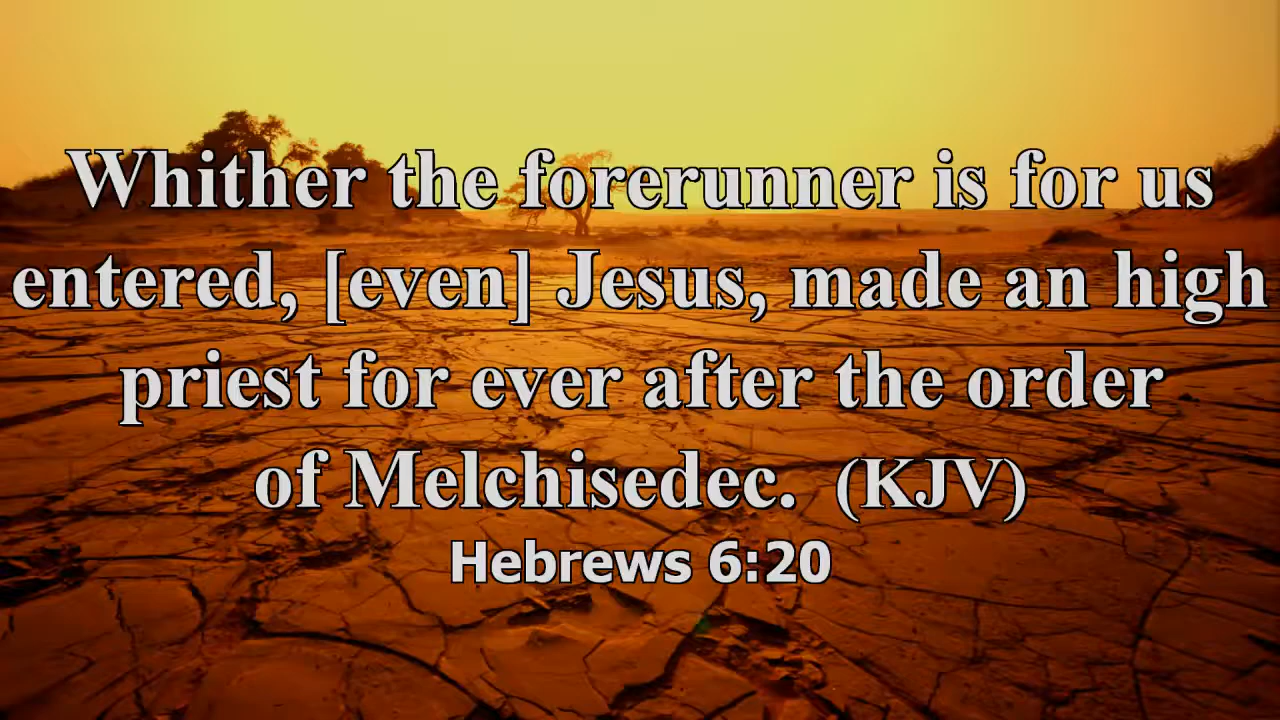 Whither the forerunner is for us
entered, [even] Jesus, made an high
priest for ever after the order
of Melchisedec. (KJV)
Hebrews 6:20